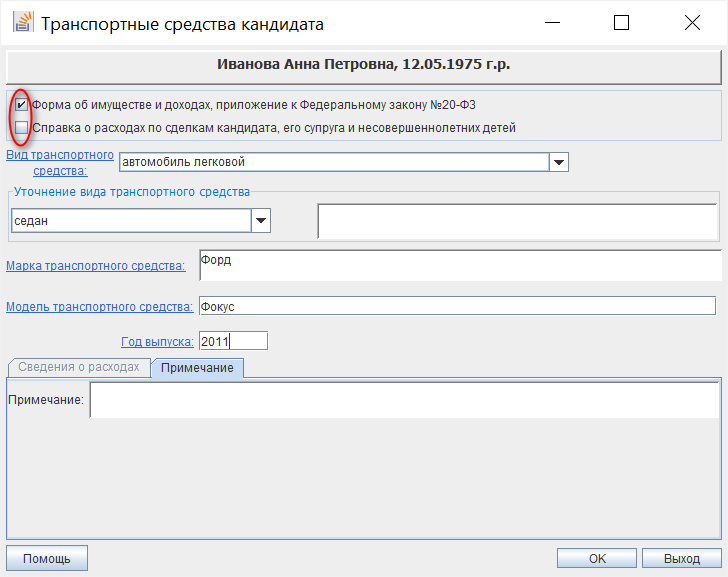 Транспортные средства кандидата
Иванова Анна Петровна, 12.05.1975 г.р.
Форма об имуществе и доходах, приложение к Федеральному закону №20-ФЗ
Справка о расходах по сделкам кандидата, его супруга и несовершеннолетних детей
Вид транспортного
средства:
автомобиль легковой
Уточнение вида транспортного средства
седан
Марка транспортного средства:
Форд
Модель транспортного средства:
Фокус
Год выпуска:
2011
Сведения о расходах
Примечание
Примечание:
Помощь
OK
Выход